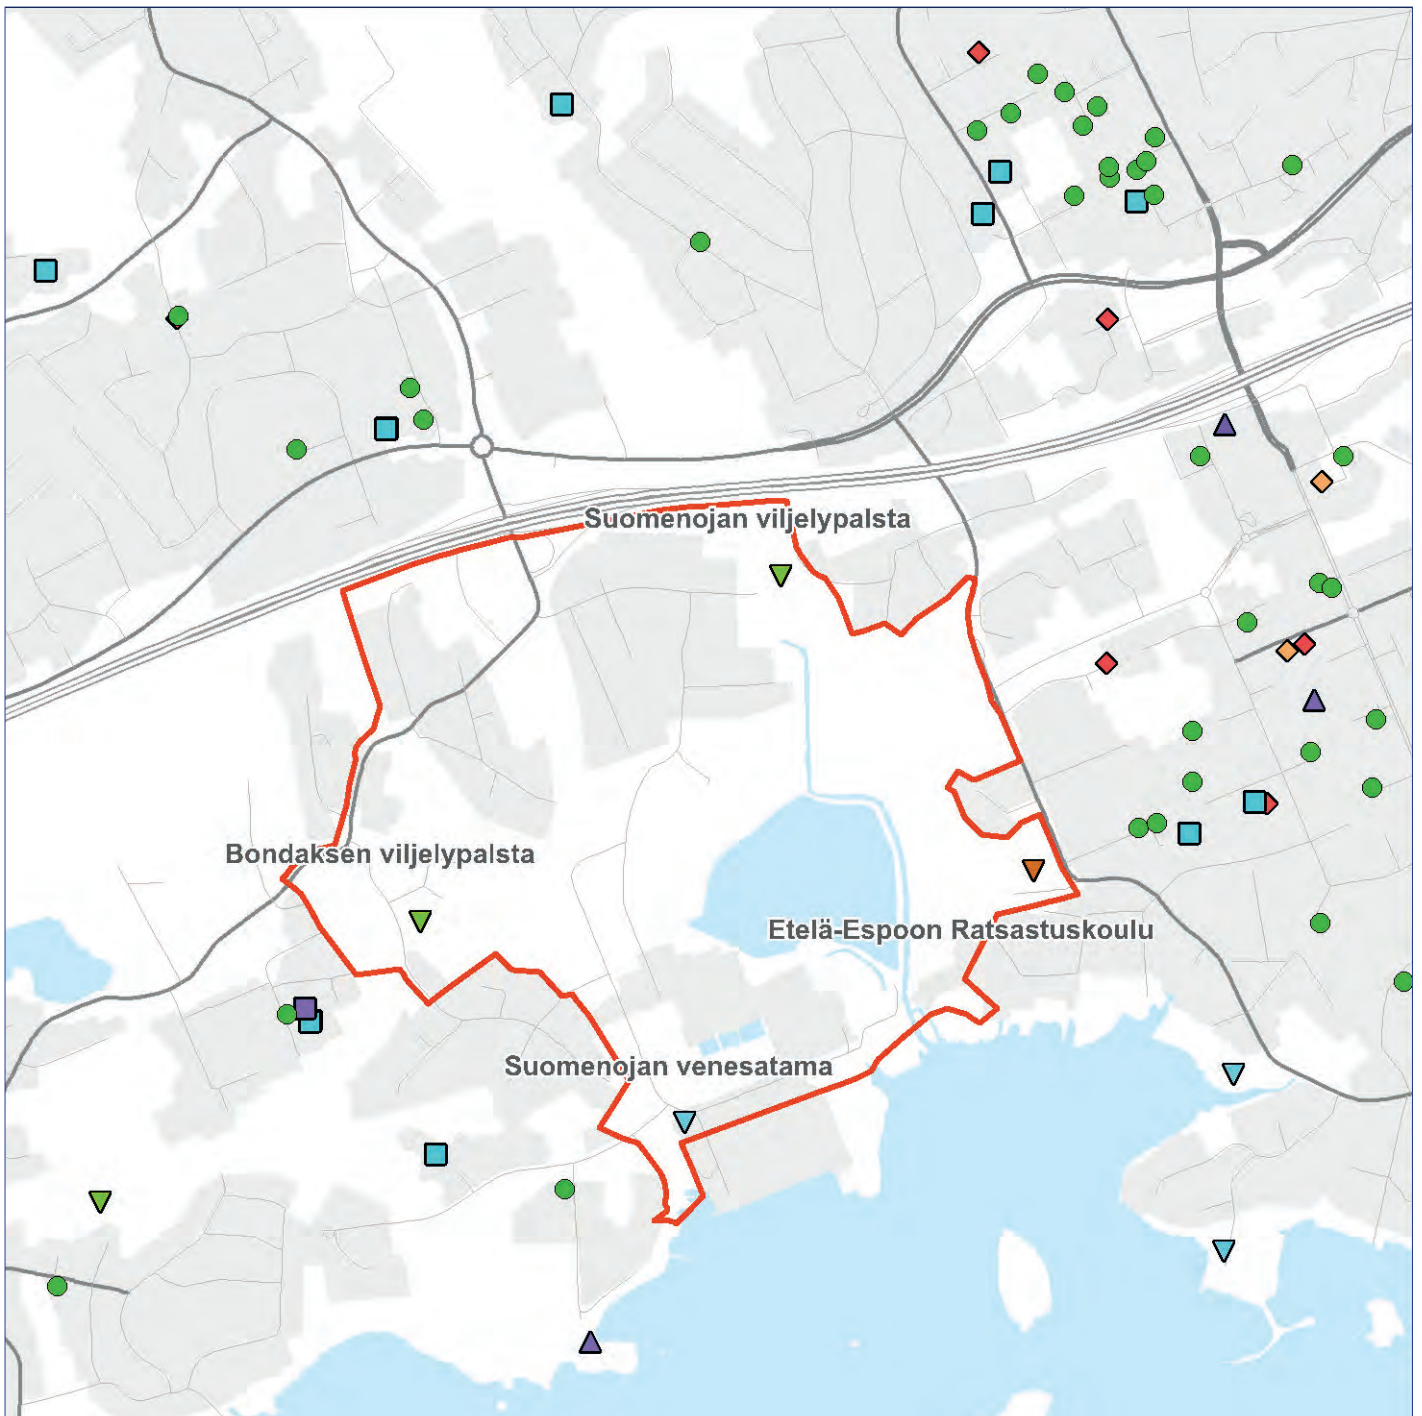 Suomenojan viljelypalsta
Bondaksen viljelypalsta
Etelä-Espoon Ratsastuskoulu
Suomenojan venesatama